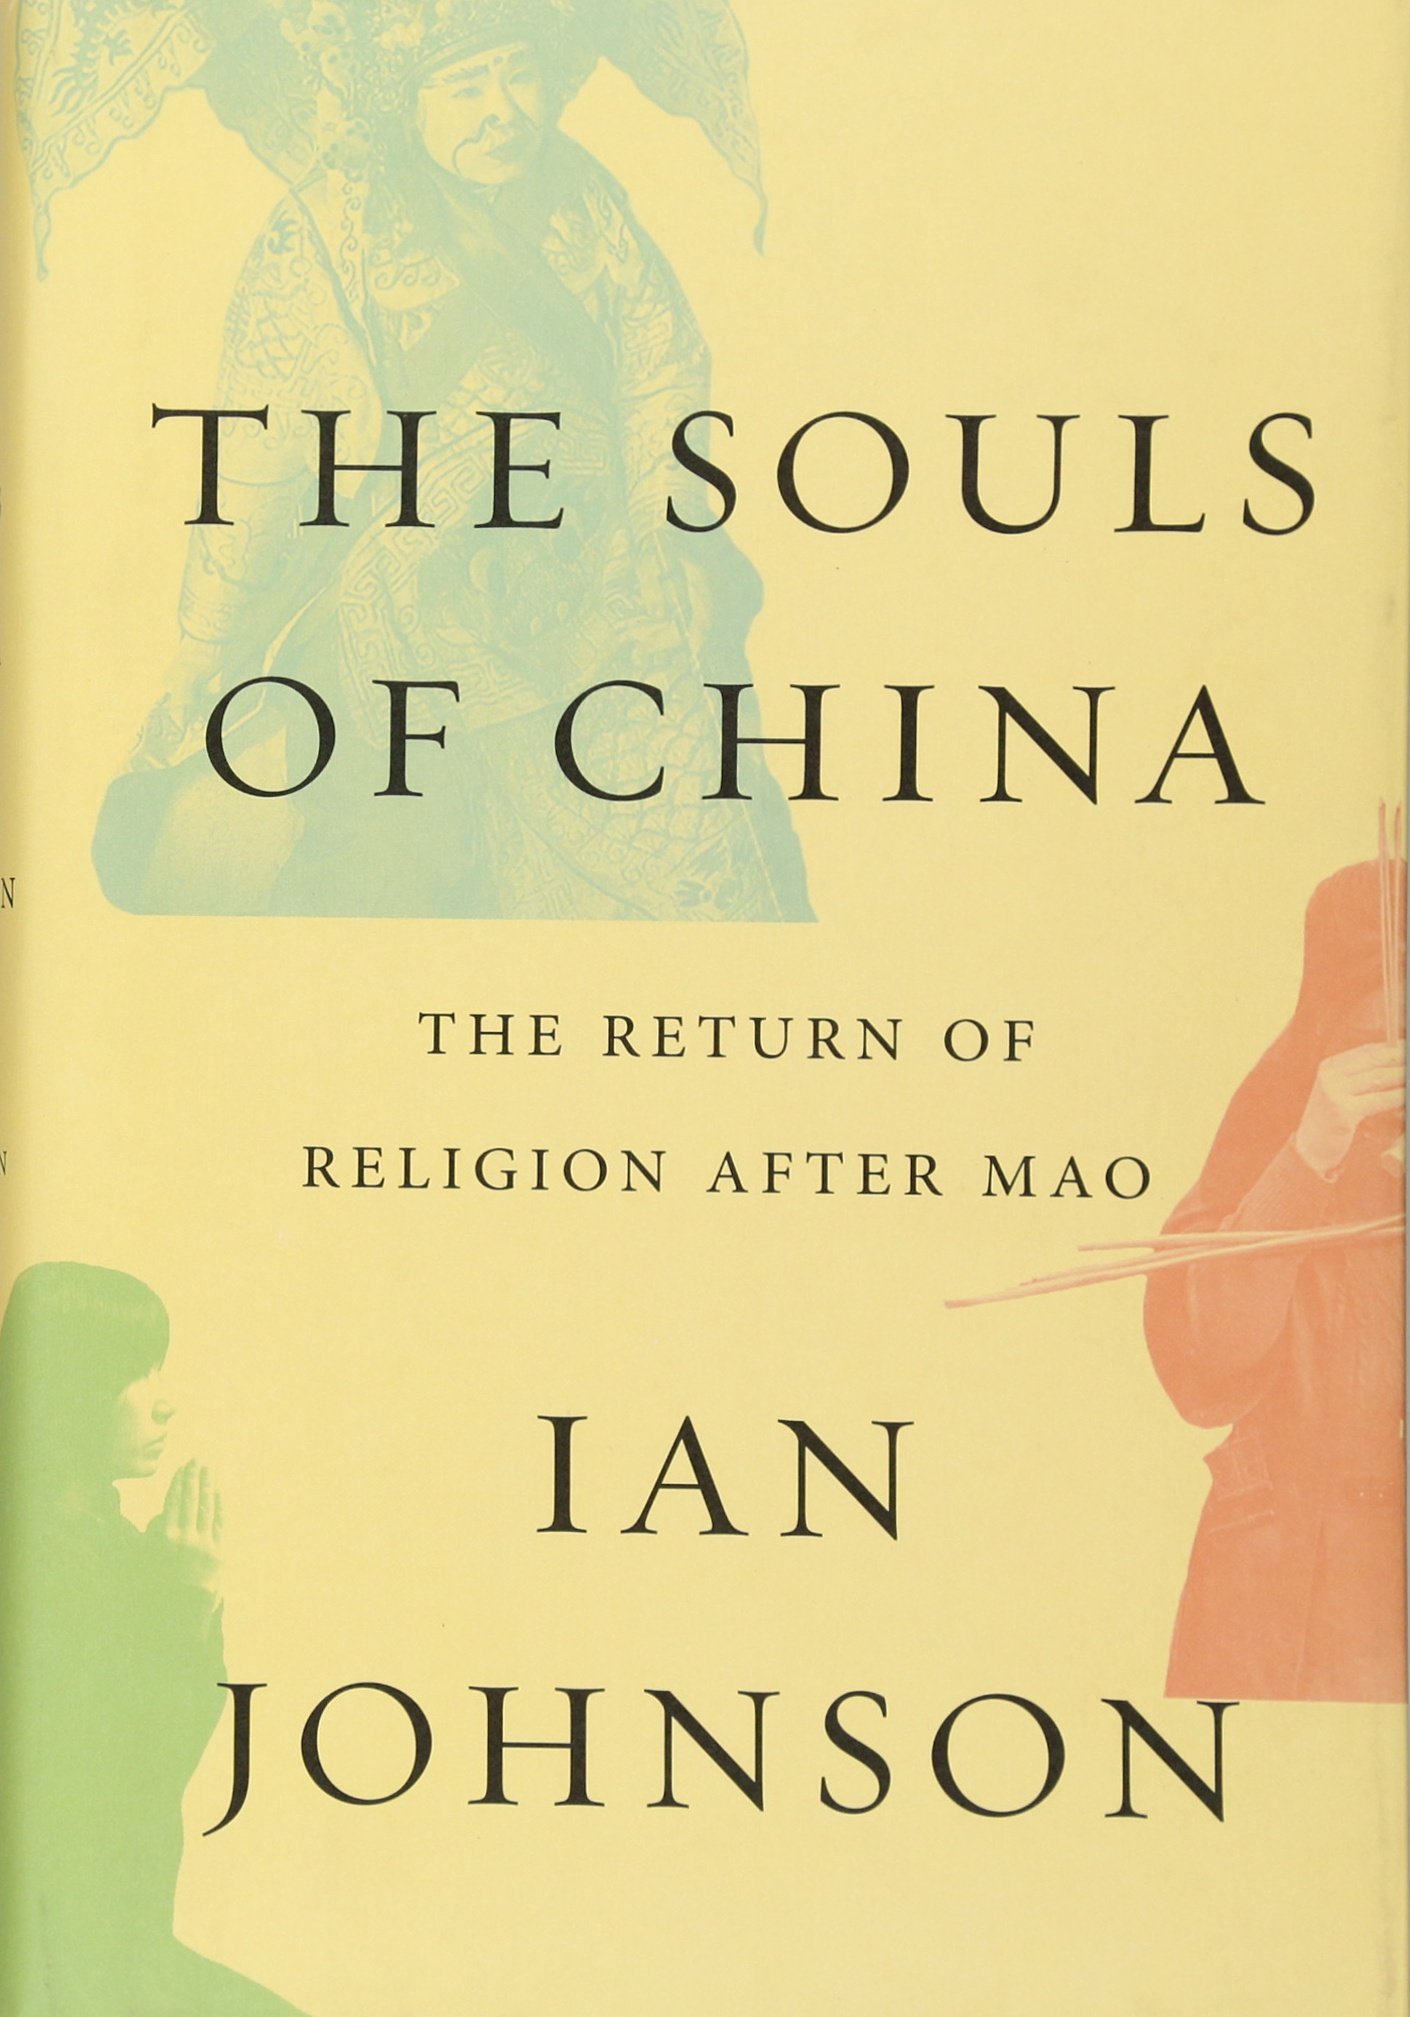 THE SOULS
OF CHINA
THE RETURN OF
RELIGION AFTER MAO
IAN
JOHNSON